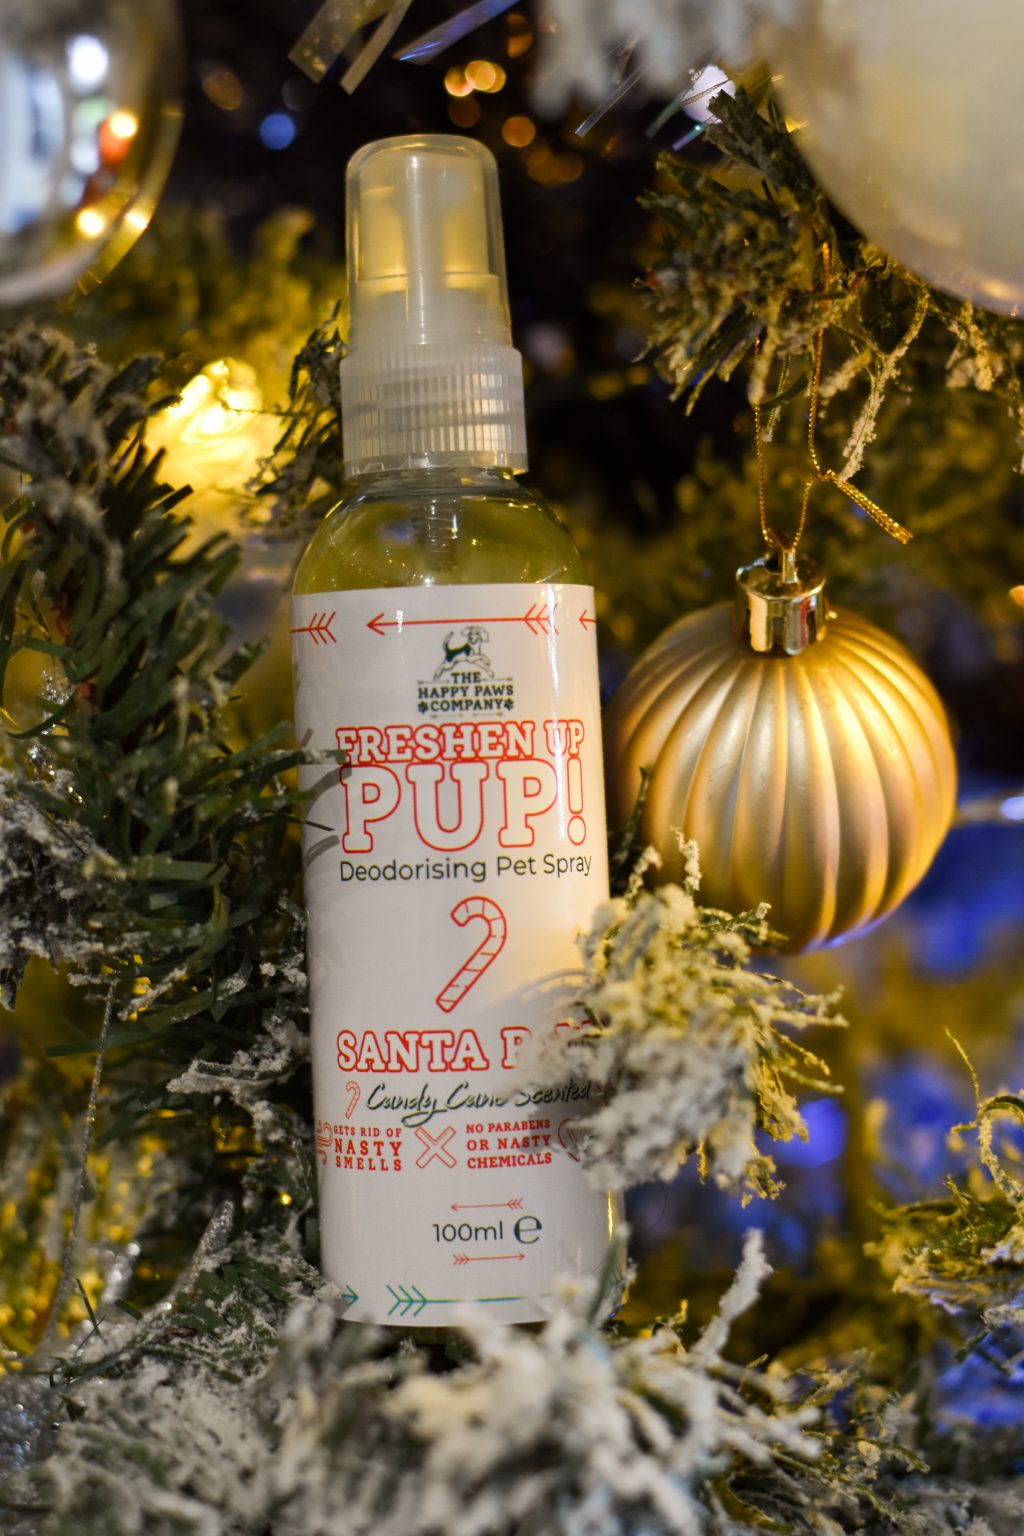 THE
HAPPY PAWS
COMPANY
FRESHEN UP
PUP!
Deodorising Pet Spray
SANTA
Candy Cane Scented
GETS RID OF
NASTY
SMELLS
NO PARABENS
OR NASTY
CHEMICALS
100ml ℮